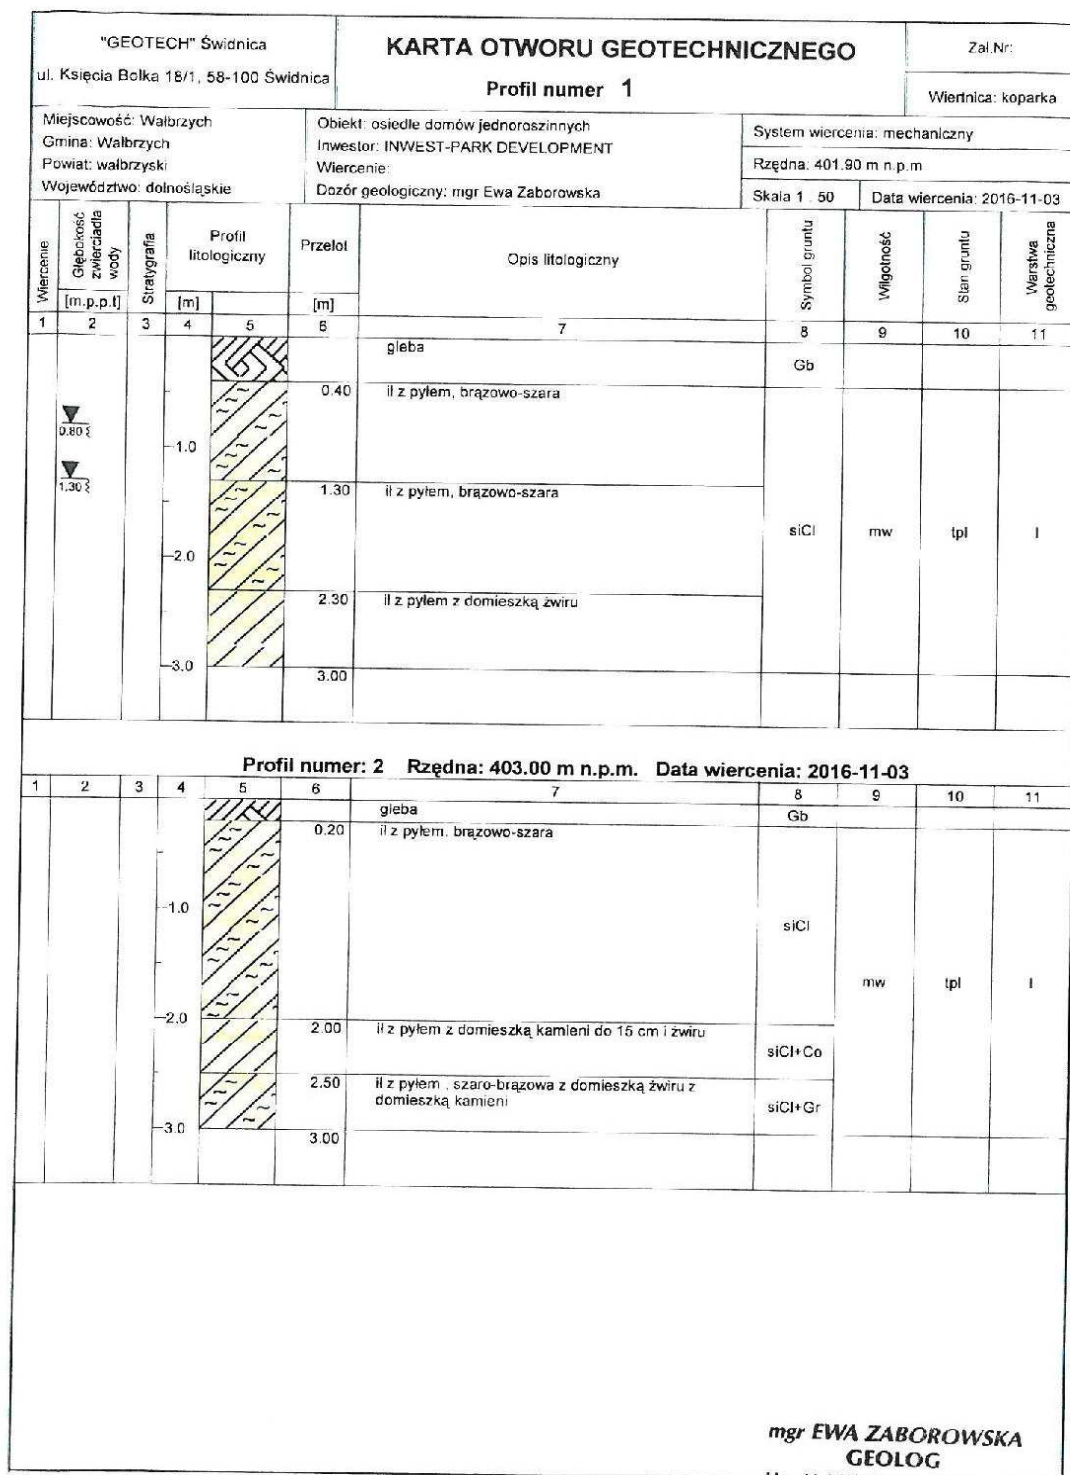 "GEOTECH" Świdnica
ul. Księcia Bolka 18/1, 58-100 Świdnica
KARTA OTWORU GEOTECHNICZNEGO
Profil numer 1
Zał.Nr:
Wiertnica: koparka
Miejscowość: Wałbrzych
Gmina: Wałbrzych
Powiat: wałbrzyski
Województwo: dolnośląskie
Obiekt: osiedle domów jednoroszinnych
Inwestor: INWEST-PARK DEVELOPMENT
Wiercenie:
Dozór geologiczny: mgr Ewa Zaborowska
System wiercenia: mechaniczny
Rzędna: 401.90 m n.p.m
Skala 1 : 50 Data wiercenia: 2016-11-03
Wiercenie
Głębokość zwierciadła wody
[m.p.p.t]
Stratygrafia
Profil litologiczny
[m]
Przelot
[m]
Opis litologiczny
Symbol gruntu
Wilgotność
Stan gruntu
Warstwa geotechniczna
1 2 3 4 5 6 7 8 9 10 11
gleba
Gb
0.40 ił z pyłem, brązowo-szara
0.80
1.0
1.30
1.30 ił z pyłem, brązowo-szara
siCl mw tpl I
2.0
2.30 ił z pyłem z domieszką żwiru
3.0
3.00
Profil numer: 2 Rzędna: 403.00 m n.p.m. Data wiercenia: 2016-11-03
1 2 3 4 5 6 7 8 9 10 11
gleba Gb
0.20 ił z pyłem, brązowo-szara
1.0
siCl
mw tpl I
2.0
2.00 ił z pyłem z domieszką kamieni do 15 cm i żwiru
siCl+Co
2.50 ił z pyłem , szaro-brązowa z domieszką żwiru z
domieszką kamieni
siCl+Gr
3.0
3.00
mgr EWA ZABOROWSKA
GEOLOG